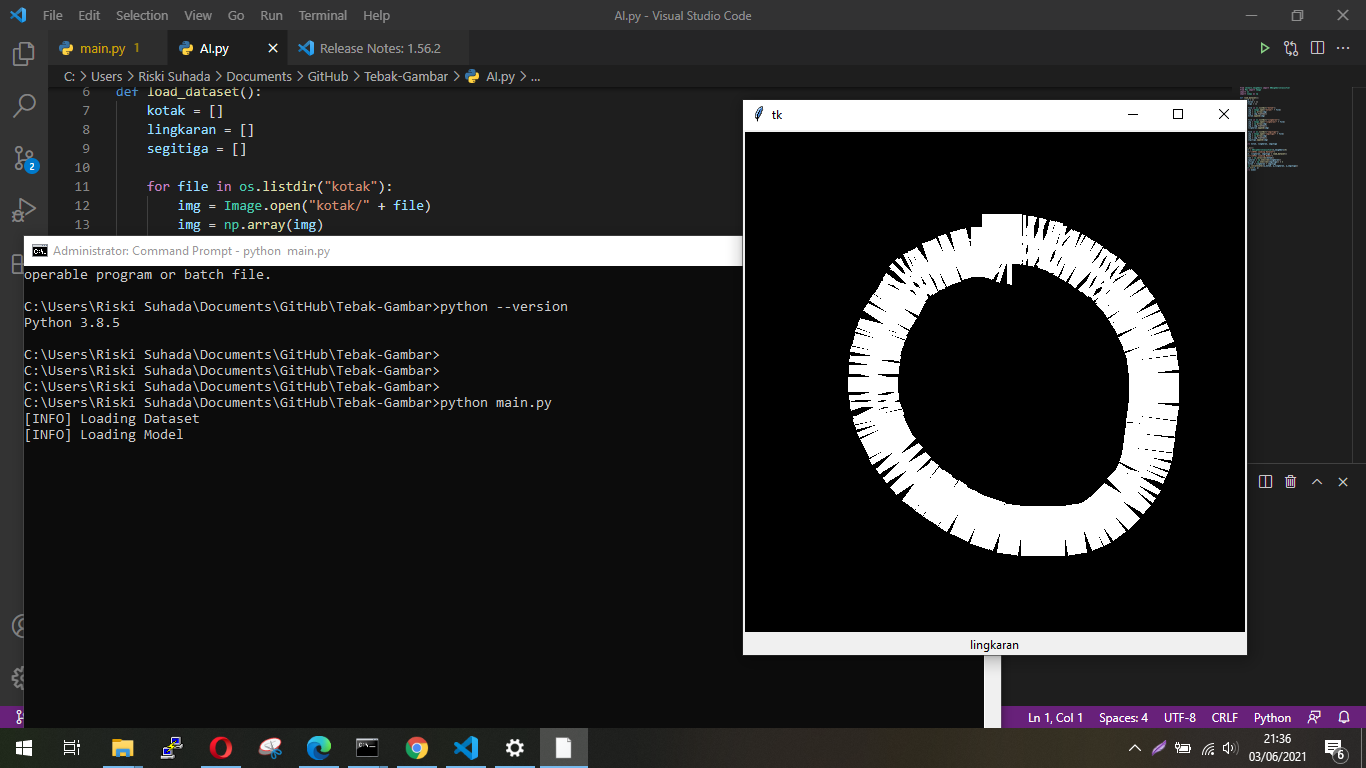 File Edit Selection View Go Run Terminal Help AI.py - Visual Studio Code
main.py 1 AI.py Release Notes: 1.56.2
C: > Users > Riski Suhada > Documents > GitHub > Tebak-Gambar > AI.py > ...
6 def load_dataset():
7 kotak = []
8 lingkaran = []
9 segitiga = []
10
11 for file in os.listdir("kotak"):
12 img = Image.open("kotak/" + file)
13 img = np.array(img)
2
Administrator: Command Prompt - python main.py
operable program or batch file.
C:\Users\Riski Suhada\Documents\GitHub\Tebak-Gambar>python --version
Python 3.8.5
C:\Users\Riski Suhada\Documents\GitHub\Tebak-Gambar>
C:\Users\Riski Suhada\Documents\GitHub\Tebak-Gambar>
C:\Users\Riski Suhada\Documents\GitHub\Tebak-Gambar>
C:\Users\Riski Suhada\Documents\GitHub\Tebak-Gambar>python main.py
[INFO] Loading Dataset
[INFO] Loading Model
tk
lingkaran
Ln 1, Col 1 Spaces: 4 UTF-8 CRLF Python
21:36
03/06/2021
6